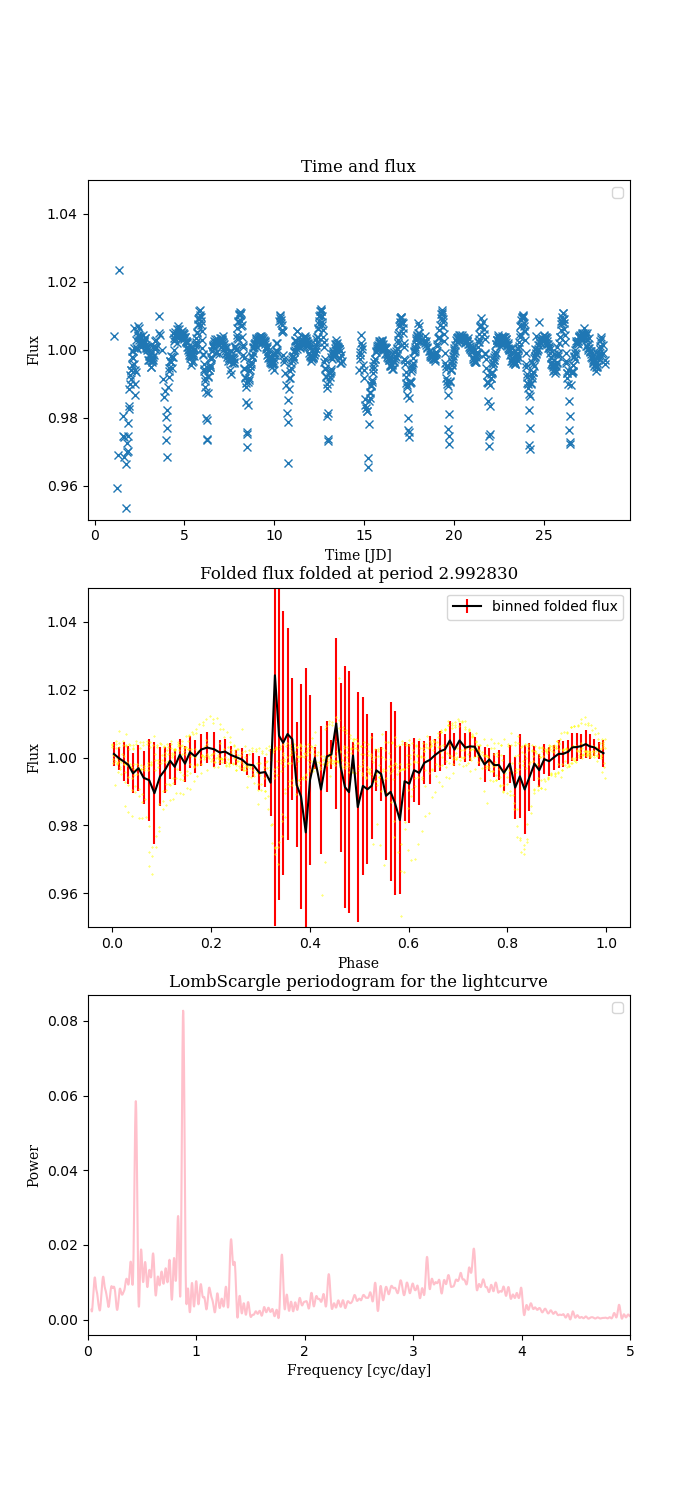 Time and flux
1.04
1.02
1.00
0.98
0.96
Flux
0 5 10 15 20 25
Time [JD]
Folded flux folded at period 2.992830
binned folded flux
1.04
1.02
1.00
0.98
0.96
Flux
0.0 0.2 0.4 0.6 0.8 1.0
Phase
LombScargle periodogram for the lightcurve
0.08
0.06
0.04
0.02
0.00
Power
0 1 2 3 4 5
Frequency [cyc/day]